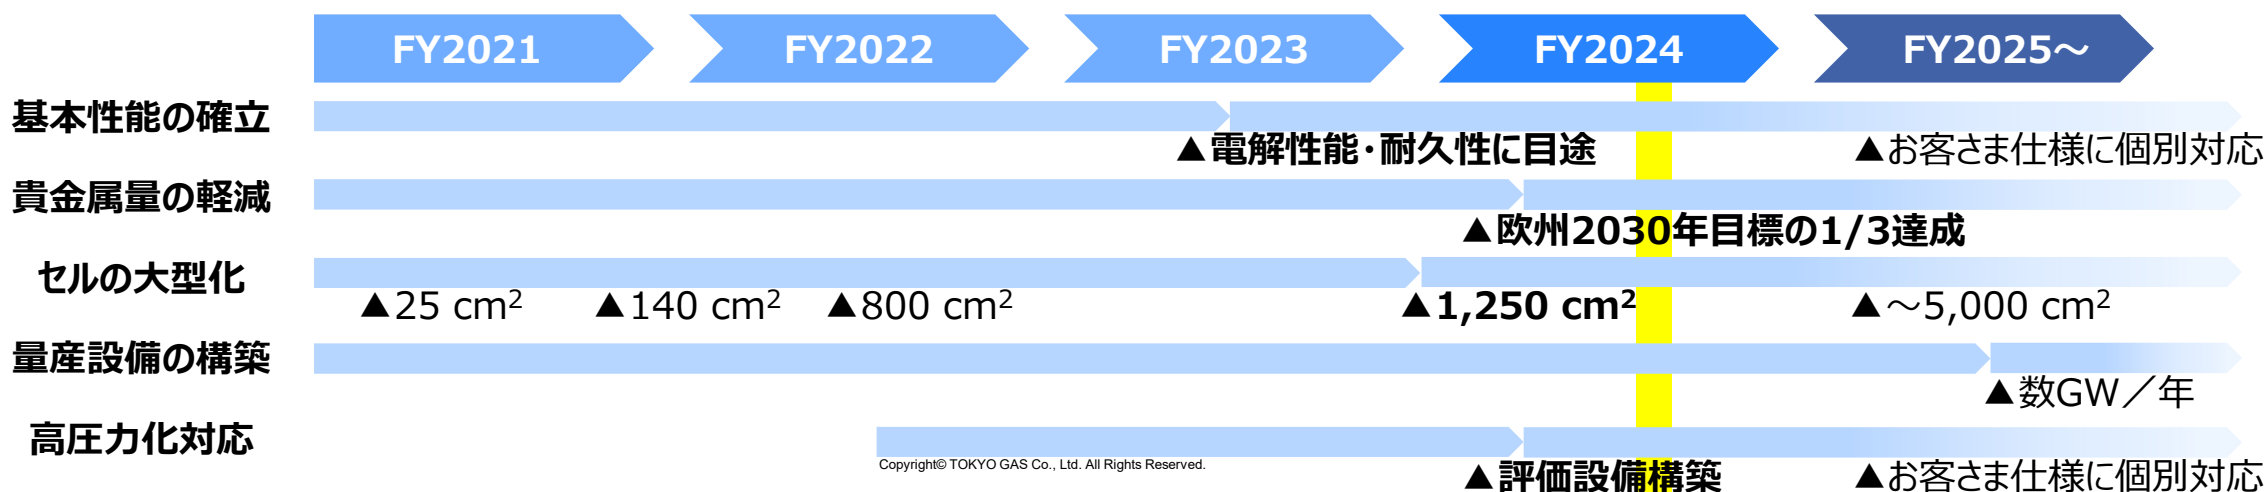 FY2021 FY2022 FY2023 FY2024 FY2025～
基本性能の確立
▲電解性能・耐久性に目途 ▲お客さま仕様に個別対応
貴金属量の軽減
▲欧州2030年目標の1/3達成
セルの大型化
▲25 cm² ▲140 cm² ▲800 cm² ▲1,250 cm² ▲～5,000 cm²
量産設備の構築
▲数GW／年
高圧力化対応
Copyright© TOKYO GAS Co., Ltd. All Rights Reserved.
▲評価設備構築 ▲お客さま仕様に個別対応